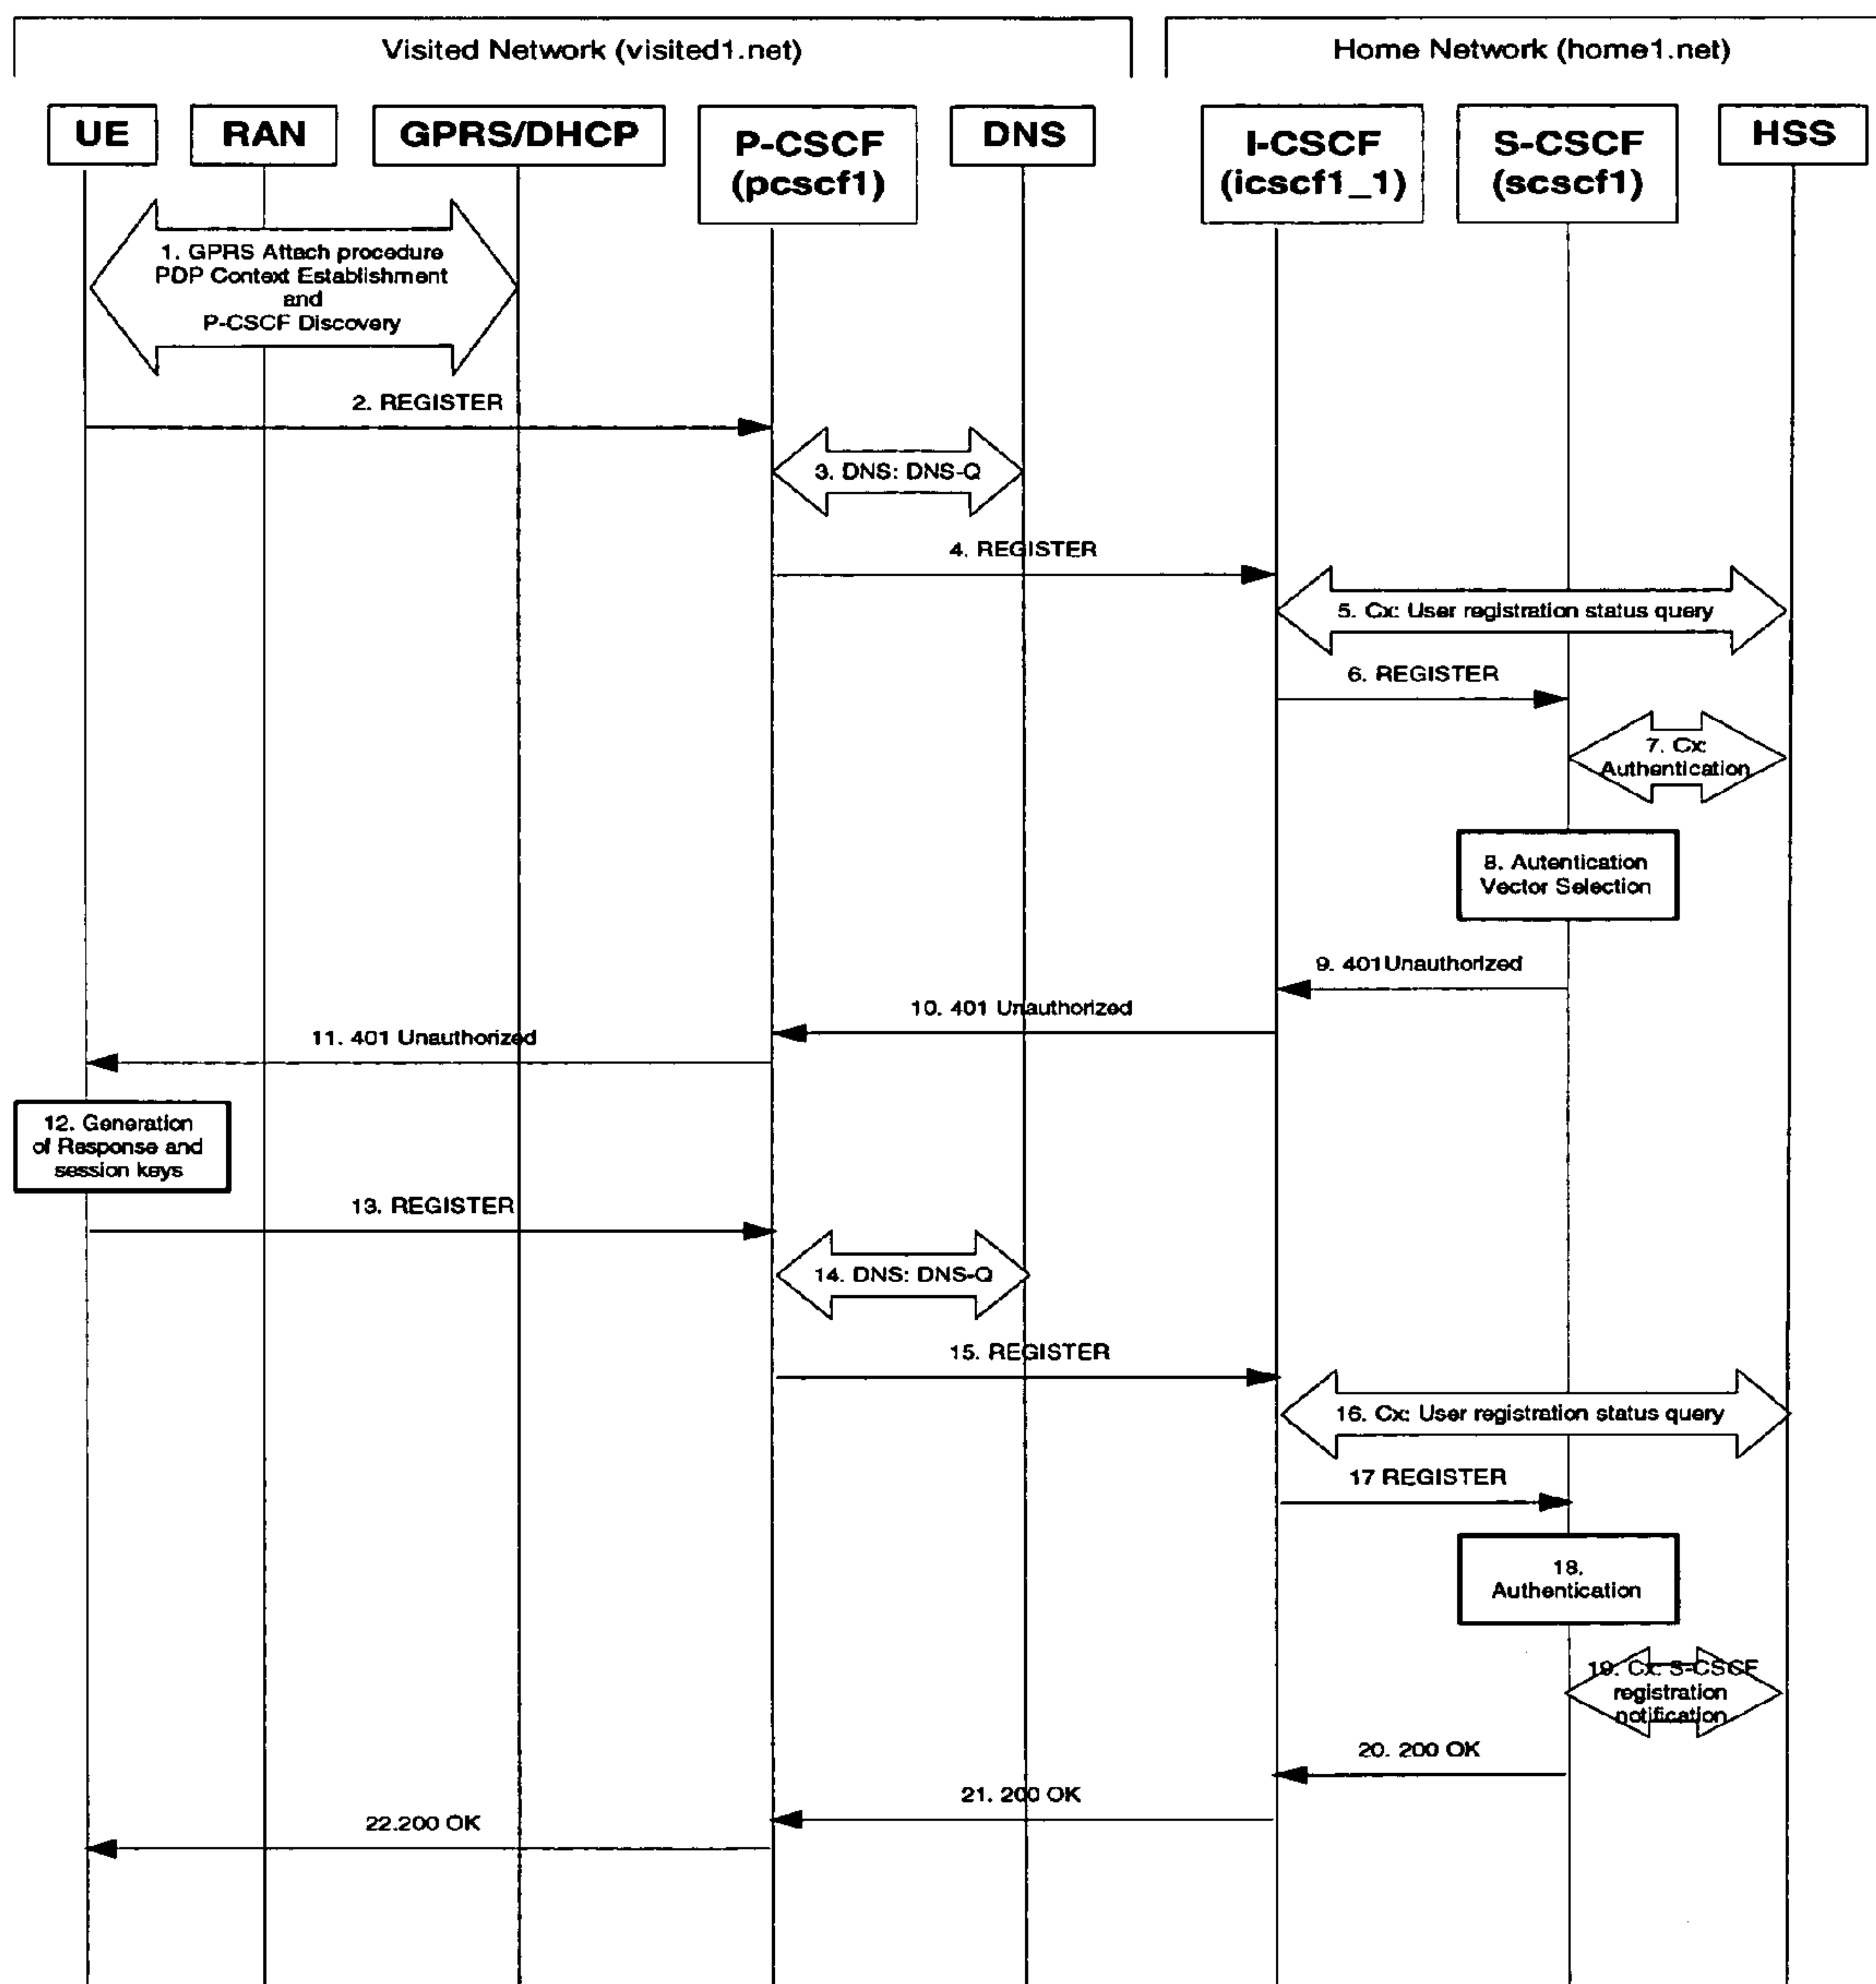 Visited Network (visited1.net)
Home Network (home1.net)
UE
RAN
GPRS/DHCP
P-CSCF
(pcscf1)
DNS
I-CSCF
(icscf1_1)
S-CSCF
(scscf1)
HSS
1. GPRS Attach procedure
PDP Context Establishment
and
P-CSCF Discovery
2. REGISTER
3. DNS: DNS-Q
4. REGISTER
5. Cx: User registration status query
6. REGISTER
7. Cx:
Authentication
8. Autentication
Vector Selection
9. 401Unauthorized
10. 401 Unauthorized
11. 401 Unauthorized
12. Generation
of Response and
session keys
13. REGISTER
14. DNS: DNS-Q
15. REGISTER
16. Cx: User registration status query
17 REGISTER
18.
Authentication
19. Cx: S-CSCF
registration
notification
20. 200 OK
21. 200 OK
22.200 OK